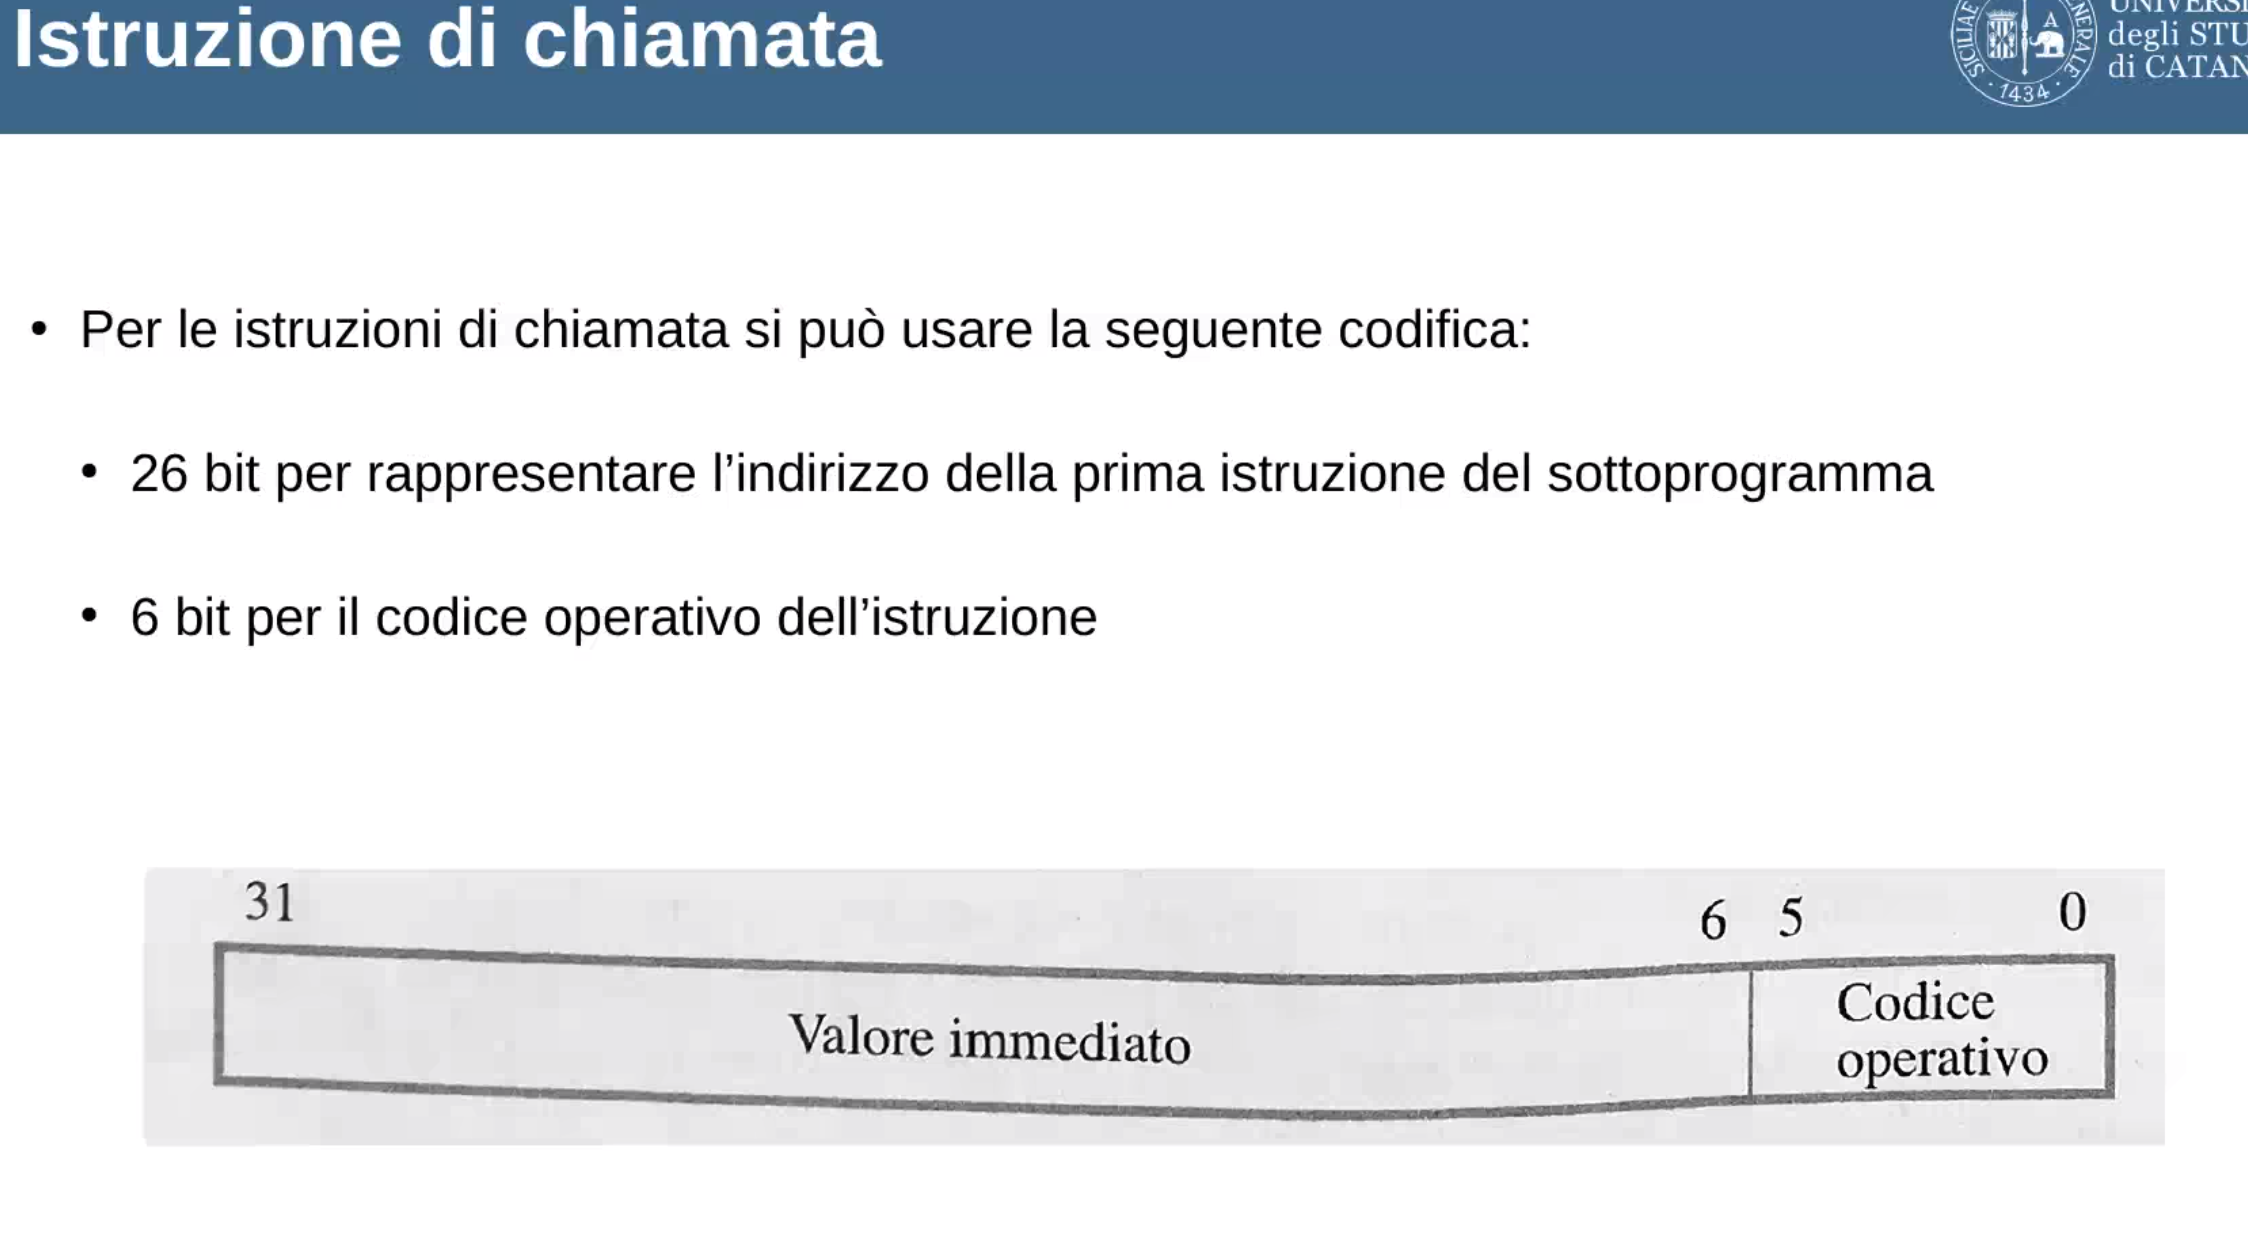 Istruzione di chiamata
degli STU
di CATAN
SICILIAE
1434
• Per le istruzioni di chiamata si può usare la seguente codifica:
• 26 bit per rappresentare l’indirizzo della prima istruzione del sottoprogramma
• 6 bit per il codice operativo dell’istruzione
31 6 5 0
Valore immediato
Codice
operativo